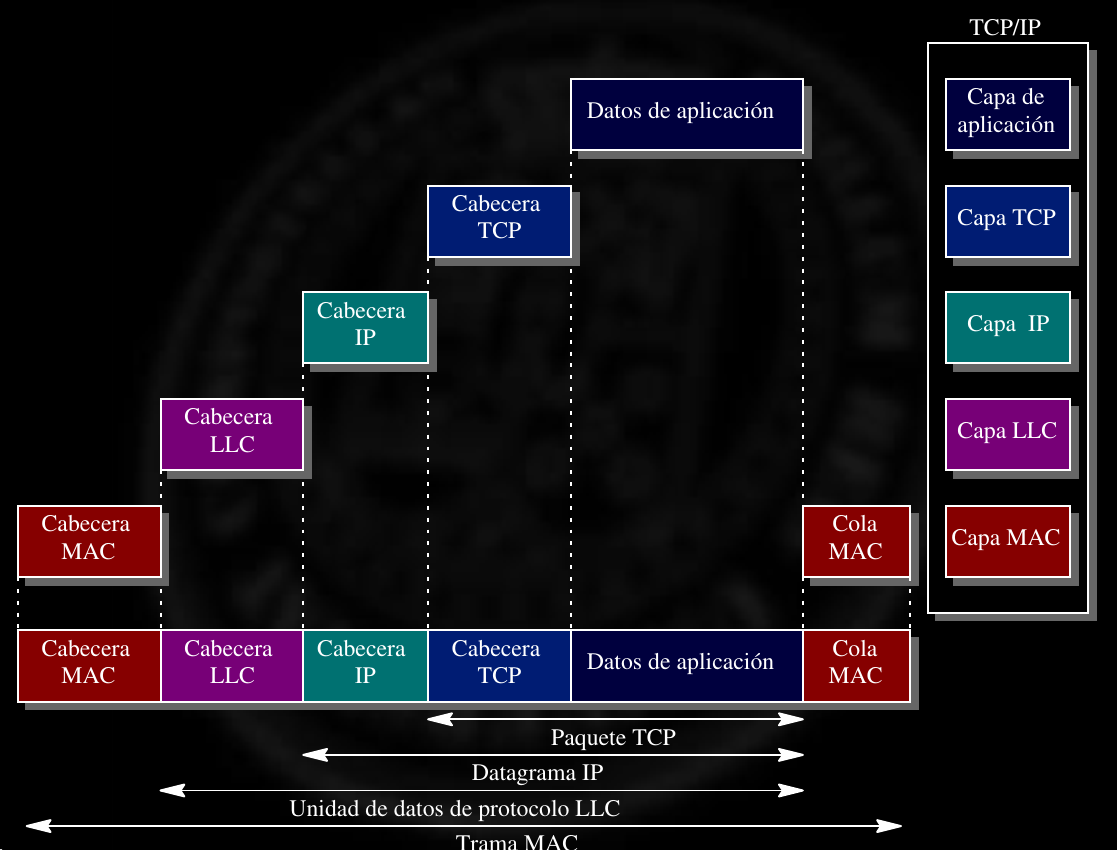 TCP/IP
Datos de aplicación
Capa de
aplicación
Cabecera
TCP
Capa TCP
Cabecera
IP
Capa IP
Cabecera
LLC
Capa LLC
Cabecera
MAC
Cola
MAC
Capa MAC
Cabecera
MAC
Cabecera
LLC
Cabecera
IP
Cabecera
TCP
Datos de aplicación
Cola
MAC
Paquete TCP
Datagrama IP
Unidad de datos de protocolo LLC
Trama MAC